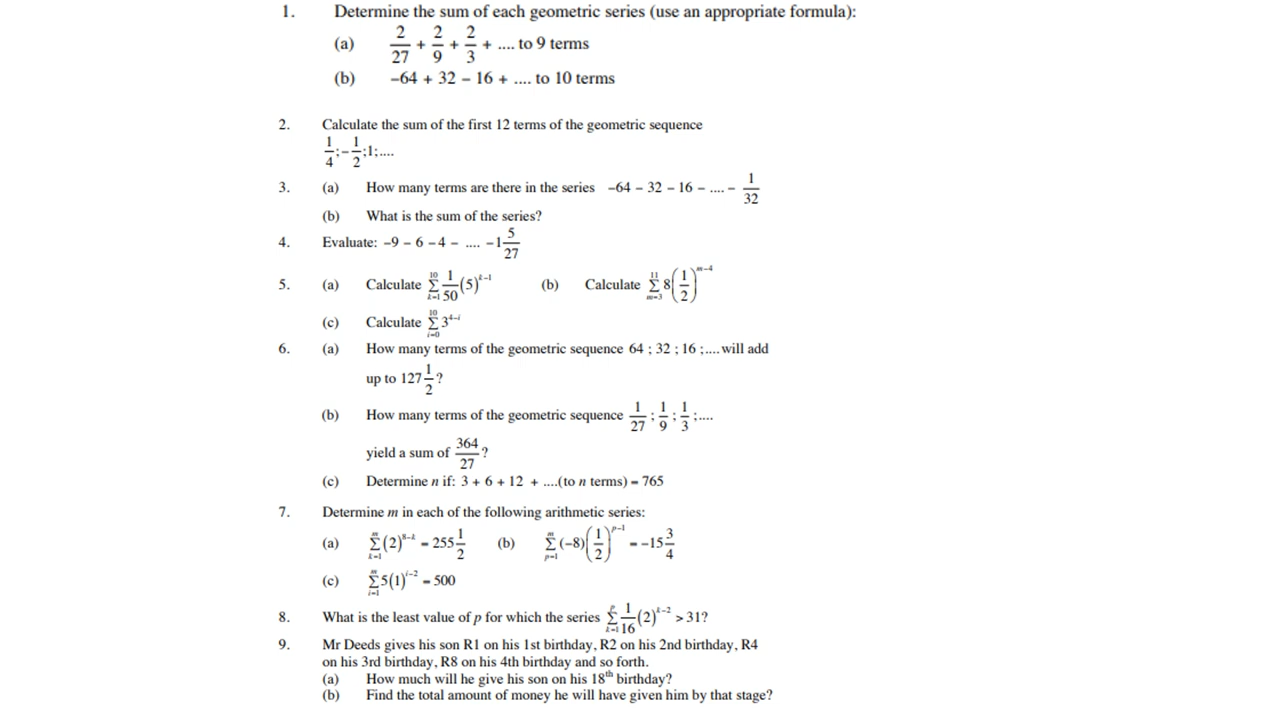 1. Determine the sum of each geometric series (use an appropriate formula):
(a) 2/27 + 2/9 + 2/3 + .... to 9 terms
(b) −64 + 32 − 16 + .... to 10 terms
2. Calculate the sum of the first 12 terms of the geometric sequence
1/4 ; −1/2 ; 1; ....
3. (a) How many terms are there in the series −64 − 32 − 16 − .... − 1/32
(b) What is the sum of the series?
4. Evaluate: −9 − 6 − 4 − .... −1 5/27
5. (a) Calculate Σ_{k=1}^{10} 1/50 (5)^{k−1} (b) Calculate Σ_{m=3}^{11} 8(1/2)^{m−4}
(c) Calculate Σ_{i=0}^{10} 3^{4−i}
6. (a) How many terms of the geometric sequence 64 ; 32 ; 16 ; .... will add
up to 127 1/2 ?
(b) How many terms of the geometric sequence 1/27 ; 1/9 ; 1/3 ; ....
yield a sum of 364/27 ?
(c) Determine n if: 3 + 6 + 12 + ....(to n terms) = 765
7. Determine m in each of the following arithmetic series:
(a) Σ_{k=1}^{m} (2)^{8−k} = 255 1/2 (b) Σ_{p=1}^{m} (−8)(1/2)^{p−1} = −15 3/4
(c) Σ_{i=1}^{m} 5(1)^{i−2} = 500
8. What is the least value of p for which the series Σ_{k=1}^{p} 1/16 (2)^{k−2} > 31?
9. Mr Deeds gives his son R1 on his 1st birthday, R2 on his 2nd birthday, R4
on his 3rd birthday, R8 on his 4th birthday and so forth.
(a) How much will he give his son on his 18th birthday?
(b) Find the total amount of money he will have given him by that stage?